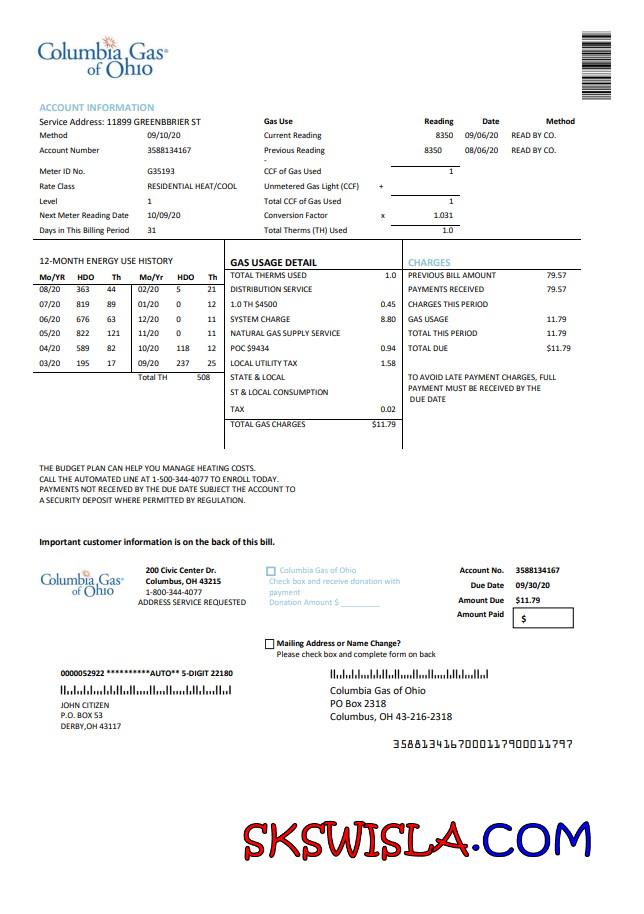 Columbia Gas®
of Ohio
ACCOUNT INFORMATION
Service Address: 11899 GREENBBRIER ST
Method 09/10/20
Account Number 3588134167
Meter ID No. G35193
Rate Class RESIDENTIAL HEAT/COOL
Level 1
Next Meter Reading Date 10/09/20
Days in This Billing Period 31
Gas Use Reading Date Method
Current Reading 8350 09/06/20 READ BY CO.
Previous Reading 8350 08/06/20 READ BY CO.
-
CCF of Gas Used 1
Unmetered Gas Light (CCF) +
Total CCF of Gas Used 1
Conversion Factor x 1.031
Total Therms (TH) Used 1.0
12-MONTH ENERGY USE HISTORY
Mo/YR HDO Th Mo/Yr HDO Th
08/20 363 44 02/20 5 21
07/20 819 89 01/20 0 11
06/20 676 63 12/20 0 11
05/20 822 121 11/20 0 11
04/20 589 82 10/20 118 12
03/20 195 17 09/20 237 25
Total TH 508
GAS USAGE DETAIL
TOTAL THERMS USED 1.0
DISTRIBUTION SERVICE
1.0 TH $4500 0.45
SYSTEM CHARGE 8.80
NATURAL GAS SUPPLY SERVICE
POC $9434 0.94
LOCAL UTILITY TAX 1.58
STATE & LOCAL
ST & LOCAL CONSUMPTION
TAX 0.02
TOTAL GAS CHARGES $11.79
CHARGES
PREVIOUS BILL AMOUNT 79.57
PAYMENTS RECEIVED 79.57
CHARGES THIS PERIOD
GAS USAGE 11.79
TOTAL THIS PERIOD 11.79
TOTAL DUE $11.79
TO AVOID LATE PAYMENT CHARGES, FULL
PAYMENT MUST BE RECEIVED BY THE
DUE DATE
THE BUDGET PLAN CAN HELP YOU MANAGE HEATING COSTS.
CALL THE AUTOMATED LINE AT 1-500-344-4077 TO ENROLL TODAY.
PAYMENTS NOT RECEIVED BY THE DUE DATE SUBJECT THE ACCOUNT TO
A SECURITY DEPOSIT WHERE PERMITTED BY REGULATION.
Important customer information is on the back of this bill.
Columbia Gas®
of Ohio
200 Civic Center Dr.
Columbus, OH 43215
1-800-344-4077
ADDRESS SERVICE REQUESTED
Columbia Gas of Ohio
Check box and receive donation with
payment
Donation Amount $ ________
Account No. 3588134167
Due Date 09/30/20
Amount Due $11.79
Amount Paid $
Mailing Address or Name Change?
Please check box and complete form on back
0000052922 **********AUTO** 5-DIGIT 22180
JOHN CITIZEN
P.O. BOX 53
DERBY,OH 43117
Columbia Gas of Ohio
PO Box 2318
Columbus, OH 43-216-2318
3588134167000117900011797
SKSWISLA.COM